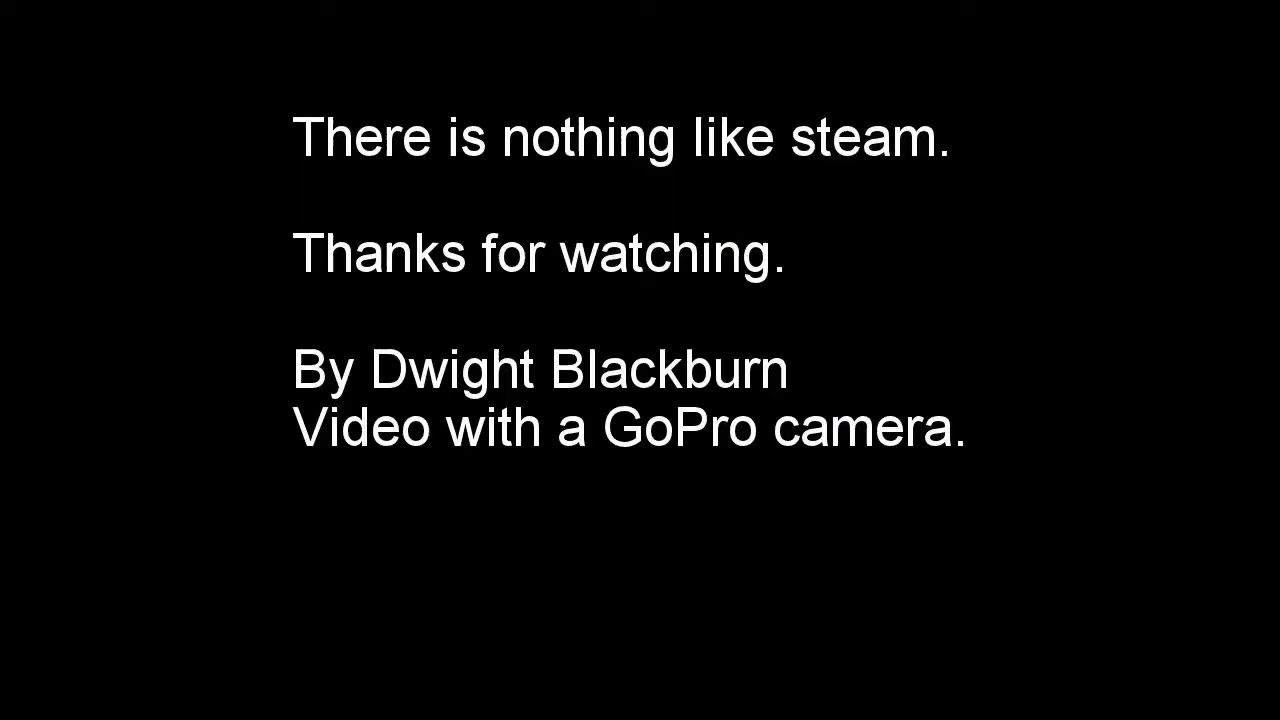 There is nothing like steam.
Thanks for watching.
By Dwight Blackburn
Video with a GoPro camera.